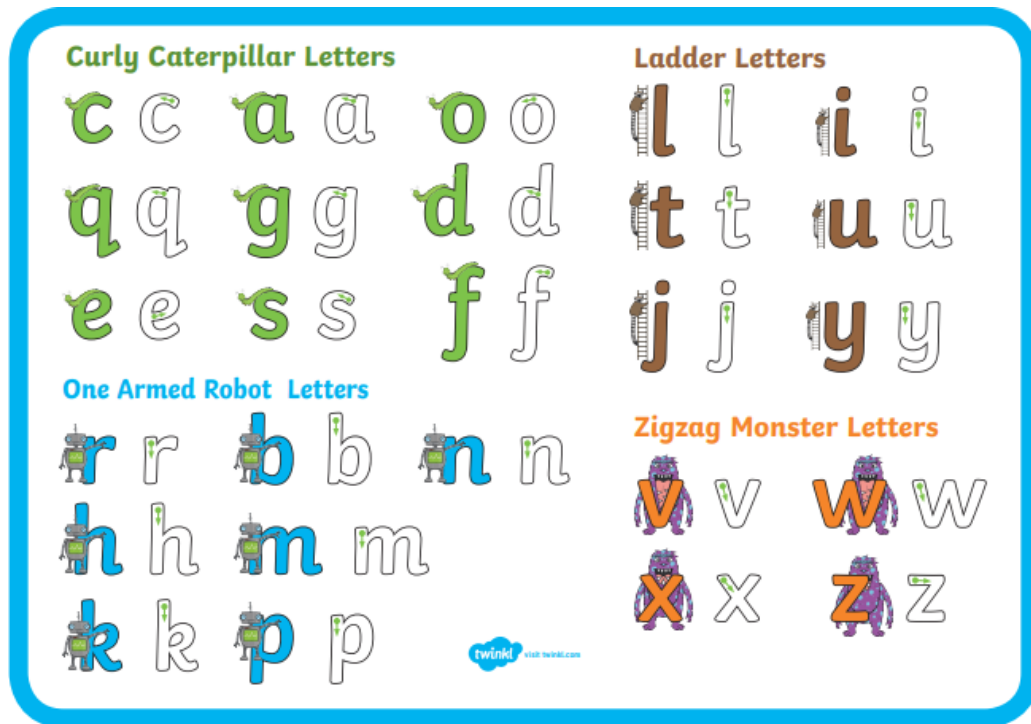 Curly Caterpillar Letters
c c a a o o
q q g g d d
e e s s f f
One Armed Robot Letters
r r b b n n
h h m m
k k p p
Ladder Letters
l l i i
t t u u
j j y y
Zigzag Monster Letters
v v w w
x x z z
twinkl visit twinkl.com